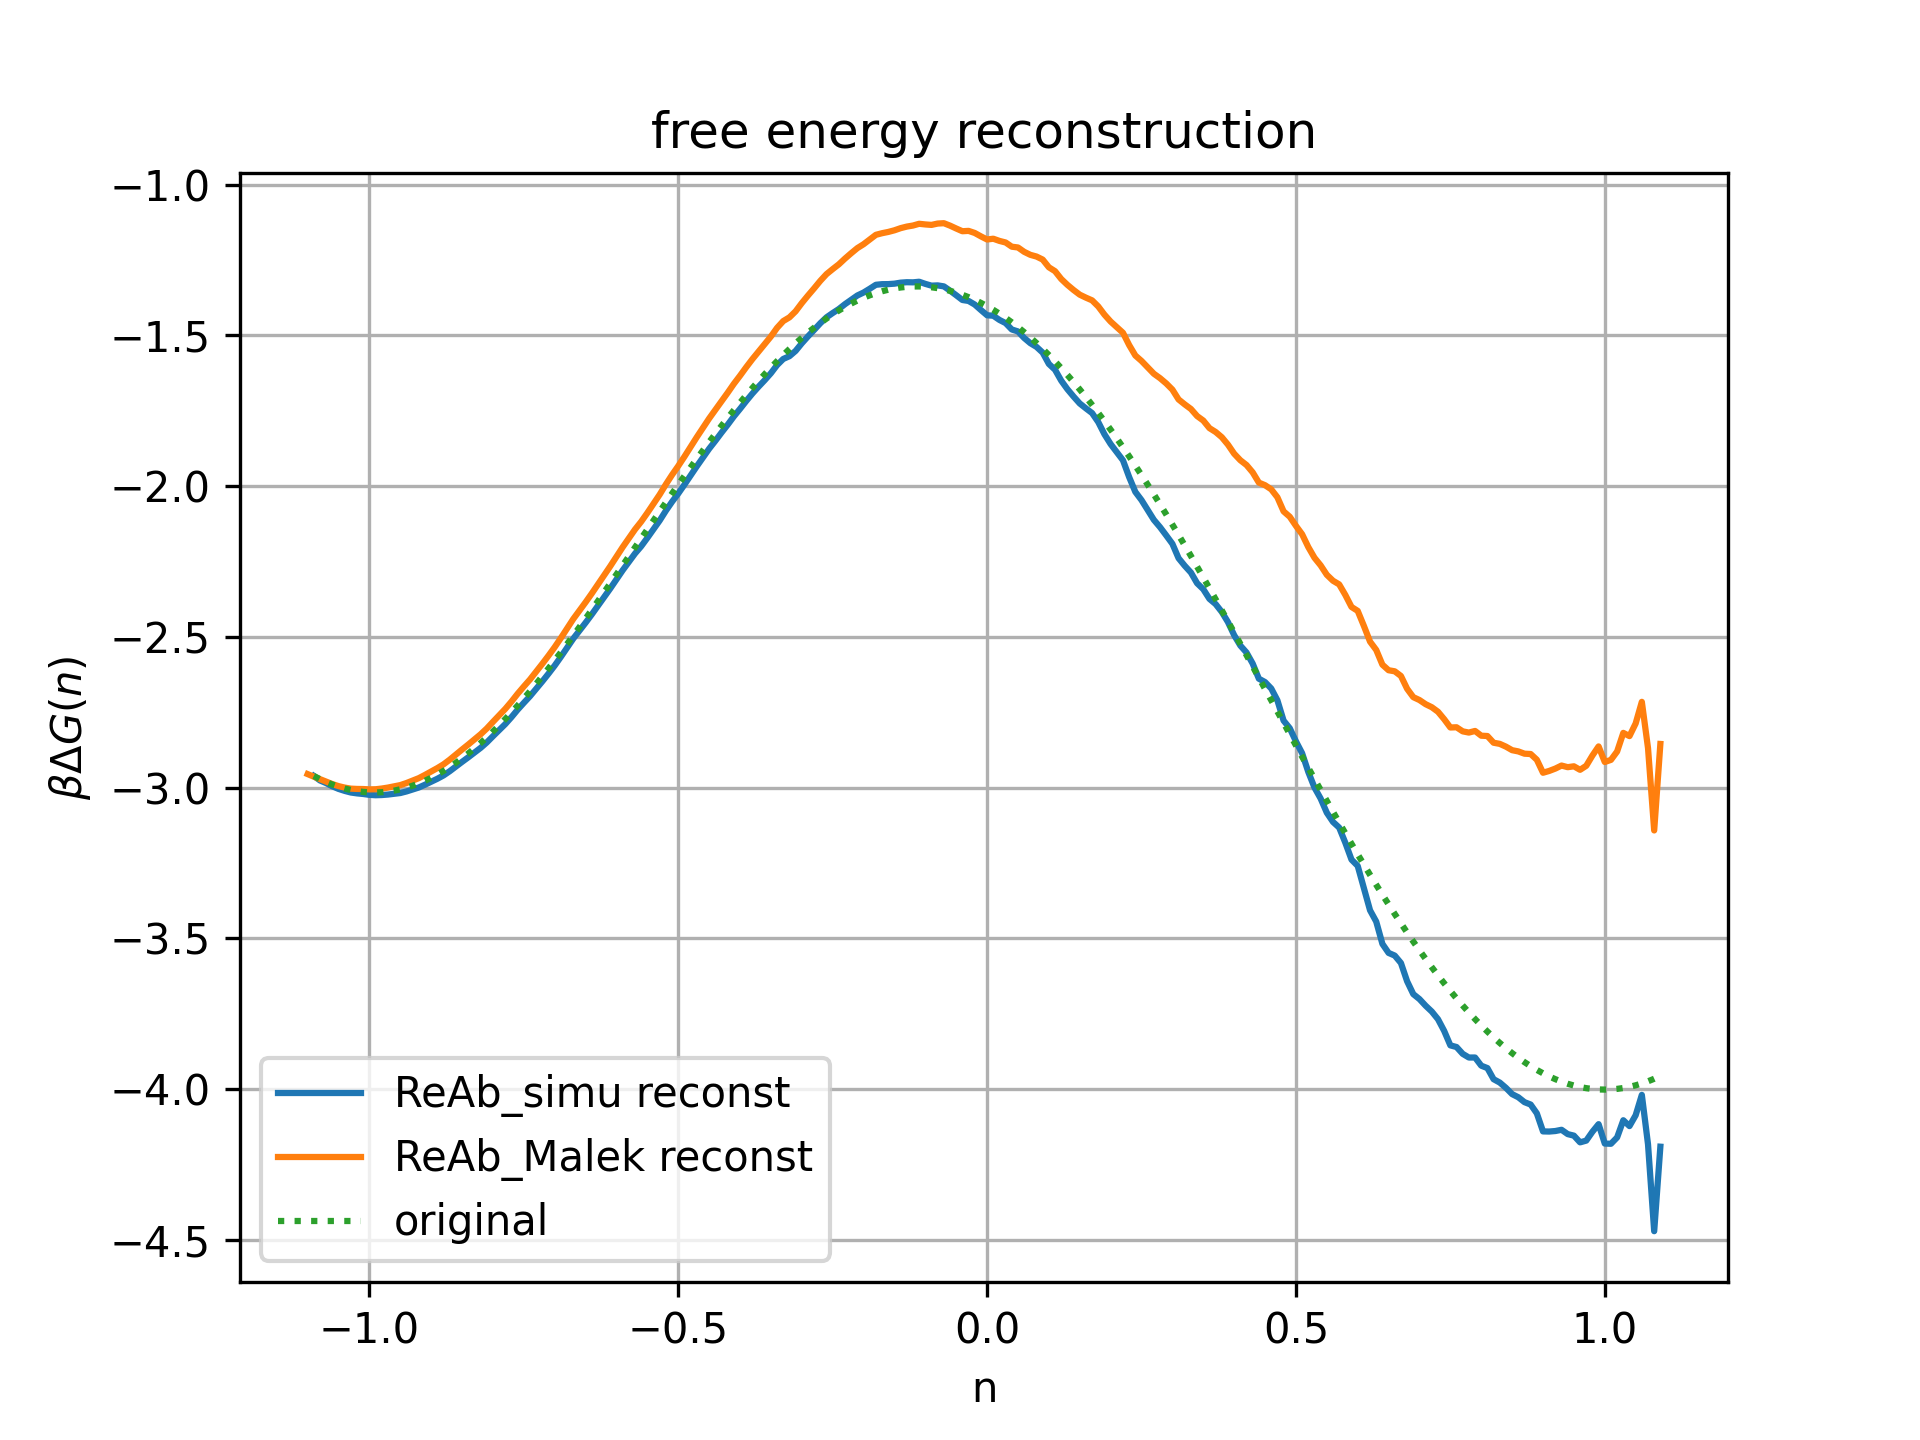 free energy reconstruction
βΔG(n)
−1.0
−1.5
−2.0
−2.5
−3.0
−3.5
−4.0
−4.5
ReAb_simu reconst
ReAb_Malek reconst
original
−1.0 −0.5 0.0 0.5 1.0
n